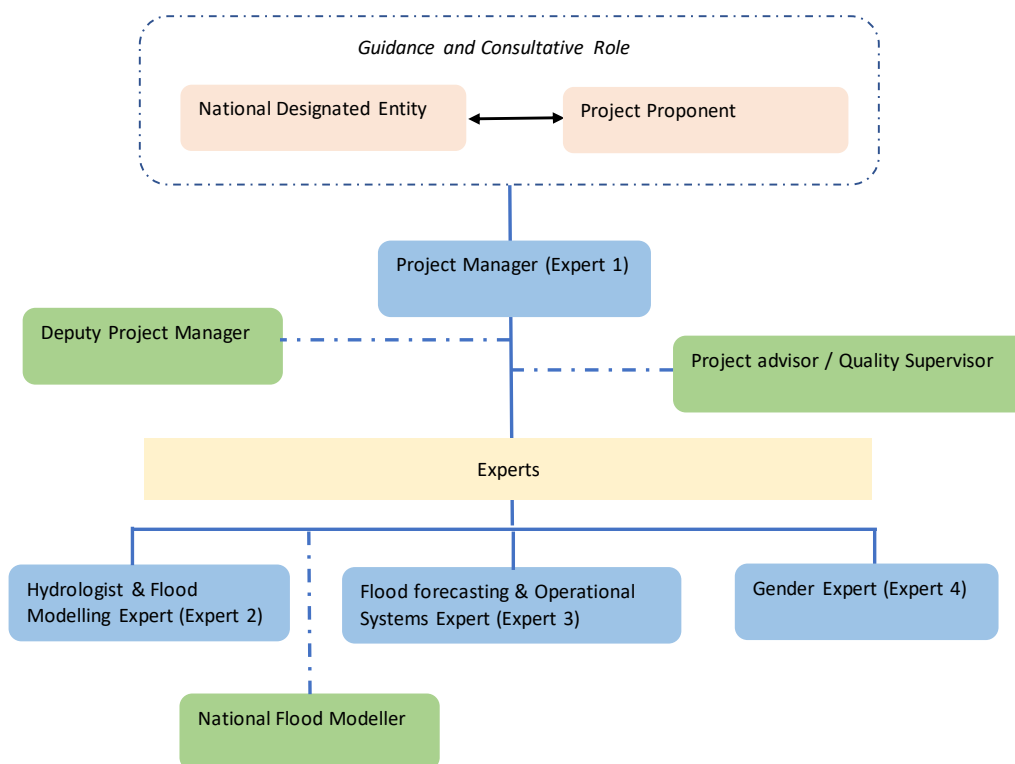 Guidance and Consultative Role
National Designated Entity
Project Proponent
Project Manager (Expert 1)
Deputy Project Manager
Project advisor / Quality Supervisor
Experts
Hydrologist & Flood
Modelling Expert (Expert 2)
Flood forecasting & Operational
Systems Expert (Expert 3)
Gender Expert (Expert 4)
National Flood Modeller